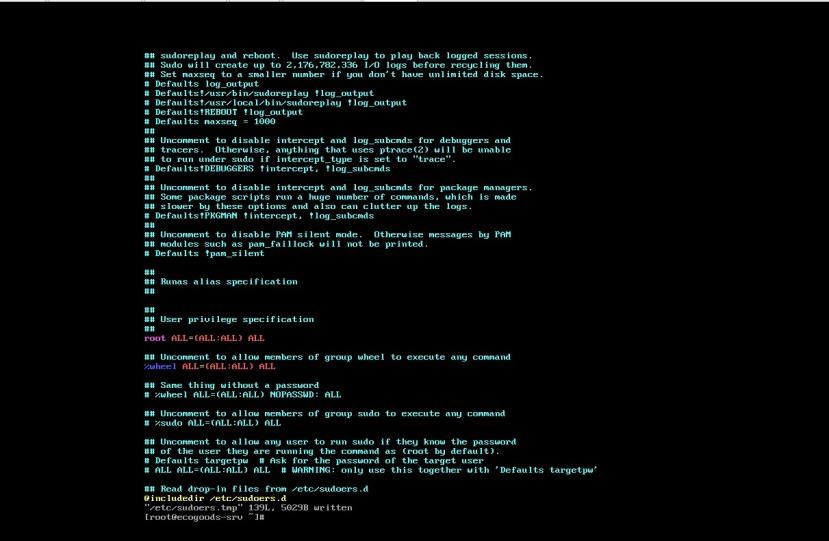 ## sudoreplay and reboot.  Use sudoreplay to play back logged sessions.
## Sudo will create up to 2,176,782,336 I/O logs before recycling them.
## Set maxseq to a smaller number if you don't have unlimited disk space.
# Defaults log_output
# Defaults!/usr/bin/sudoreplay !log_output
# Defaults!/usr/local/bin/sudoreplay !log_output
# Defaults!REBOOT !log_output
# Defaults maxseq = 1000
##
## Uncomment to disable intercept and log_subcmds for debuggers and
## tracers.  Otherwise, anything that uses ptrace(2) will be unable
## to run under sudo if intercept_type is set to "trace".
# Defaults!DEBUGGERS !intercept, !log_subcmds
##
## Uncomment to disable intercept and log_subcmds for package managers.
## Some package scripts run a huge number of commands, which is made
## slower by these options and also can clutter up the logs.
# Defaults!PKGMAN !intercept, !log_subcmds
##
## Uncomment to disable PAM silent mode.  Otherwise messages by PAM
## modules such as pam_faillock will not be printed.
# Defaults !pam_silent
##
## Runas alias specification
##
##
## User privilege specification
##
root ALL=(ALL:ALL) ALL
## Uncomment to allow members of group wheel to execute any command
%wheel ALL=(ALL:ALL) ALL
## Same thing without a password
# %wheel ALL=(ALL:ALL) NOPASSWD: ALL
## Uncomment to allow members of group sudo to execute any command
# %sudo ALL=(ALL:ALL) ALL
## Uncomment to allow any user to run sudo if they know the password
## of the user they are running the command as (root by default).
# Defaults targetpw  # Ask for the password of the target user
# ALL ALL=(ALL:ALL) ALL  # WARNING: only use this together with 'Defaults targetpw'
## Read drop-in files from /etc/sudoers.d
@includedir /etc/sudoers.d
"/etc/sudoers.tmp" 139L, 5029B written
[root@ecogoods-srv ~]#